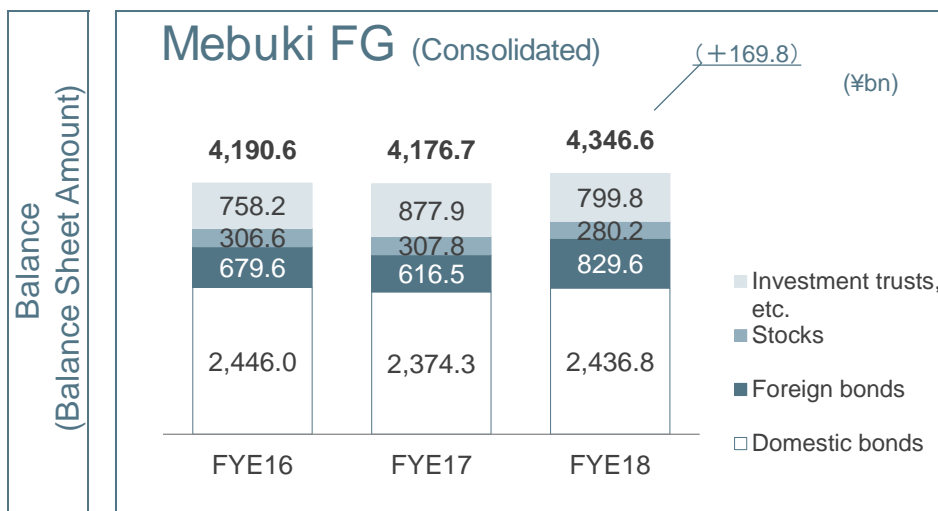 Balance
(Balance Sheet Amount)
Mebuki FG (Consolidated)
(＋169.8)
(¥bn)
4,190.6
4,176.7
4,346.6
758.2
877.9
799.8
306.6
307.8
280.2
679.6
616.5
829.6
2,446.0
2,374.3
2,436.8
FYE16
FYE17
FYE18
Investment trusts,
etc.
Stocks
Foreign bonds
Domestic bonds